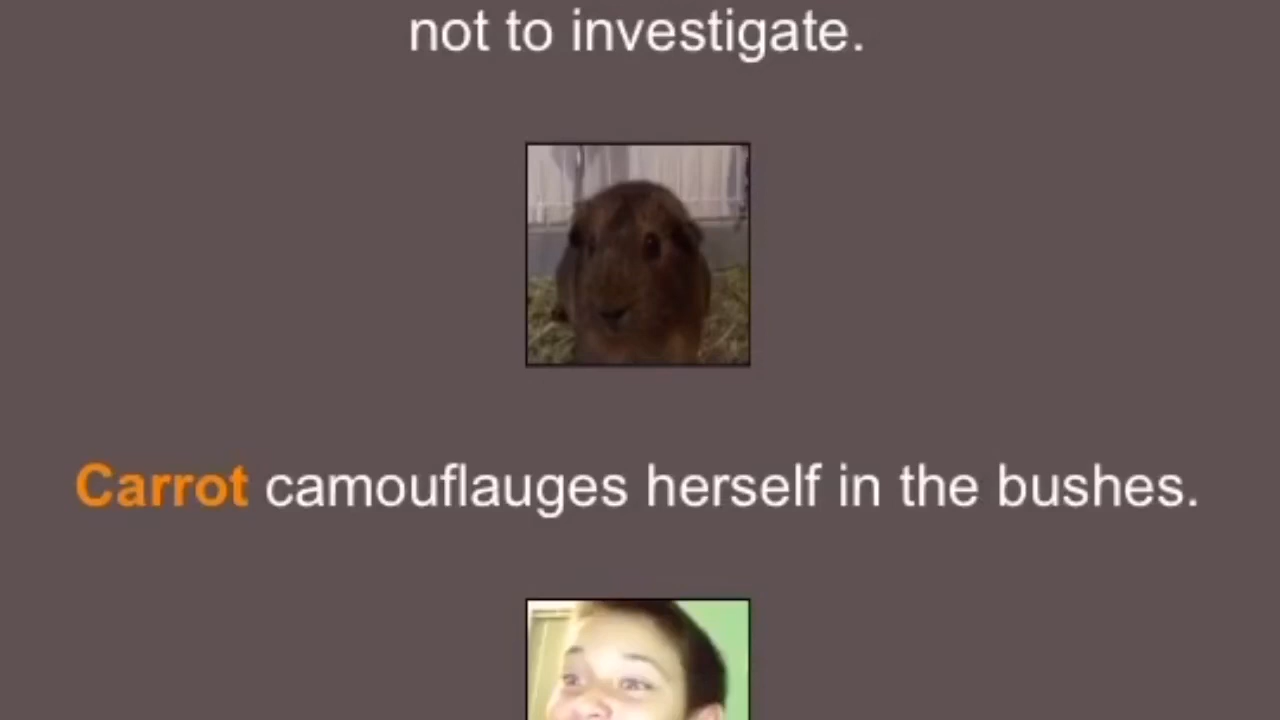 not to investigate.
Carrot camouflauges herself in the bushes.